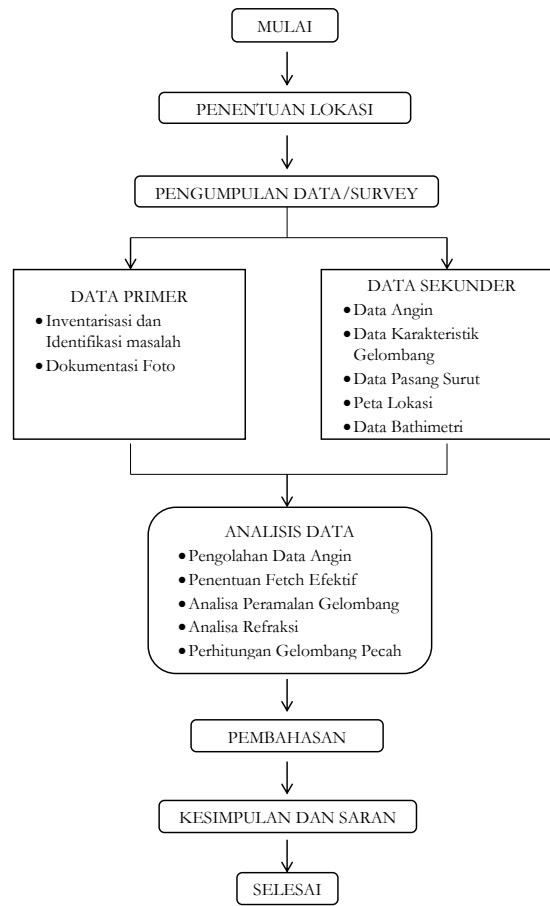 MULAI
PENENTUAN LOKASI
PENGUMPULAN DATA/SURVEY
DATA PRIMER
• Inventarisasi dan
Identifikasi masalah
• Dokumentasi Foto
DATA SEKUNDER
• Data Angin
• Data Karakteristik
Gelombang
• Data Pasang Surut
• Peta Lokasi
• Data Bathimetri
ANALISIS DATA
• Pengolahan Data Angin
• Penentuan Fetch Efektif
• Analisa Peramalan Gelombang
• Analisa Refraksi
• Perhitungan Gelombang Pecah
PEMBAHASAN
KESIMPULAN DAN SARAN
SELESAI